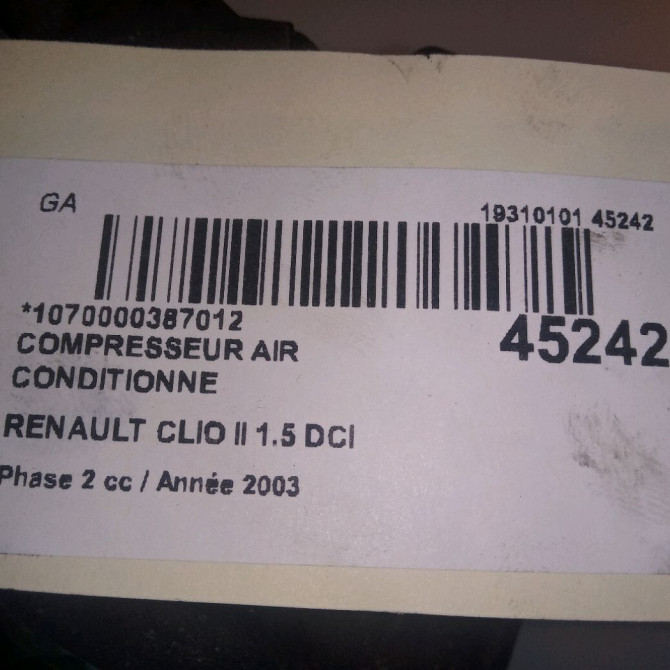 GA
19310101 45242
*1070000387012
45242
COMPRESSEUR AIR
CONDITIONNE
RENAULT CLIO II 1.5 DCI
Phase 2 cc / Année 2003